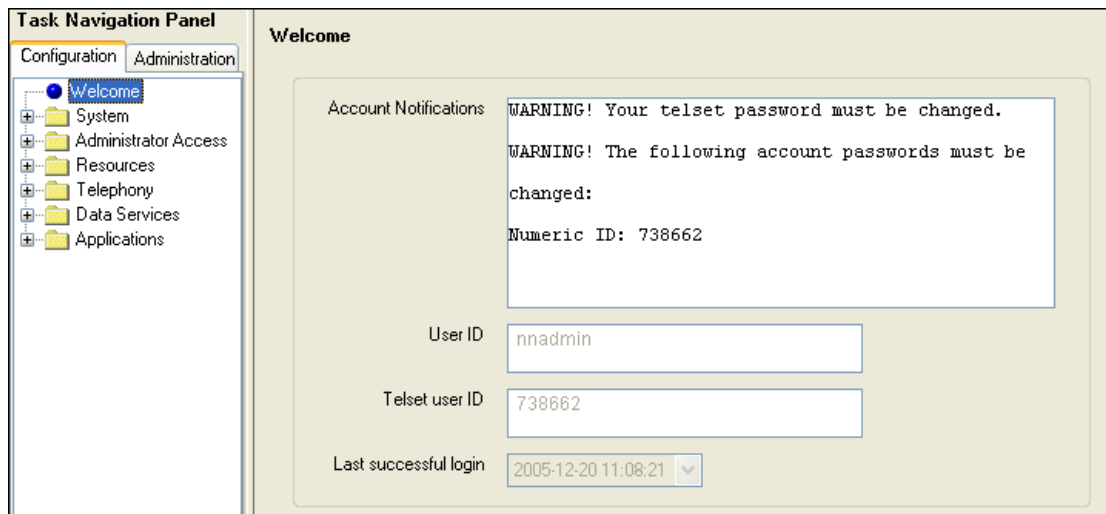 Task Navigation Panel
Configuration
Administration
Welcome
System
Administrator Access
Resources
Telephony
Data Services
Applications
Welcome
Account Notifications
WARNING! Your telset password must be changed.
WARNING! The following account passwords must be
changed:
Numeric ID: 738662
User ID
nnadmin
Telset user ID
738662
Last successful login
2005-12-20 11:08:21